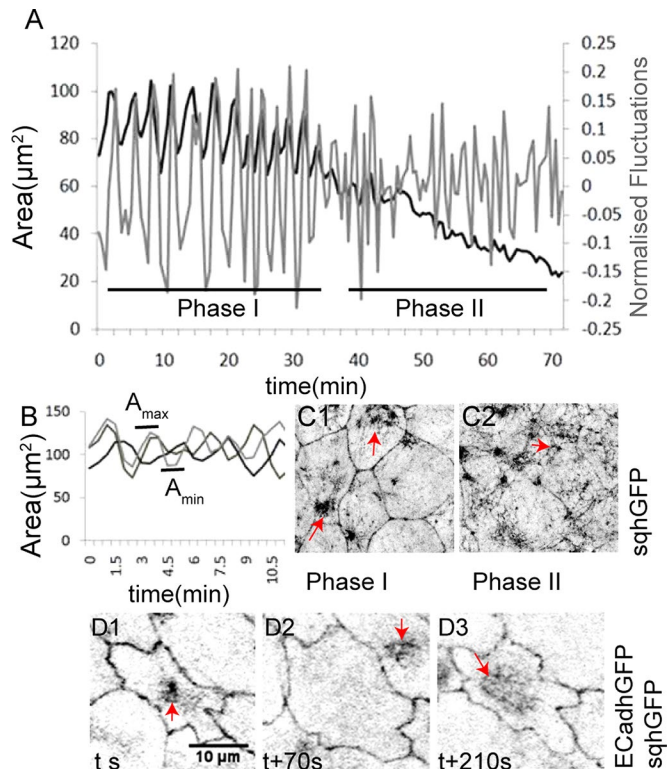 A
120
100
80
60
40
20
0
Area(µm²)
0.25
0.2
0.15
0.1
0.05
0
-0.05
-0.1
-0.15
-0.2
-0.25
Normalised Fluctuations
Phase I
Phase II
0 10 20 30 40 50 60 70
time(min)
B
150
100
50
0
Area(µm²)
Amax
Amin
0 1.5 3 4.5 6 7.5 9 10.5
time(min)
C1
C2
sqhGFP
Phase I
Phase II
D1
D2
D3
10 µm
t s
t+70s
t+210s
ECadhGFP
sqhGFP